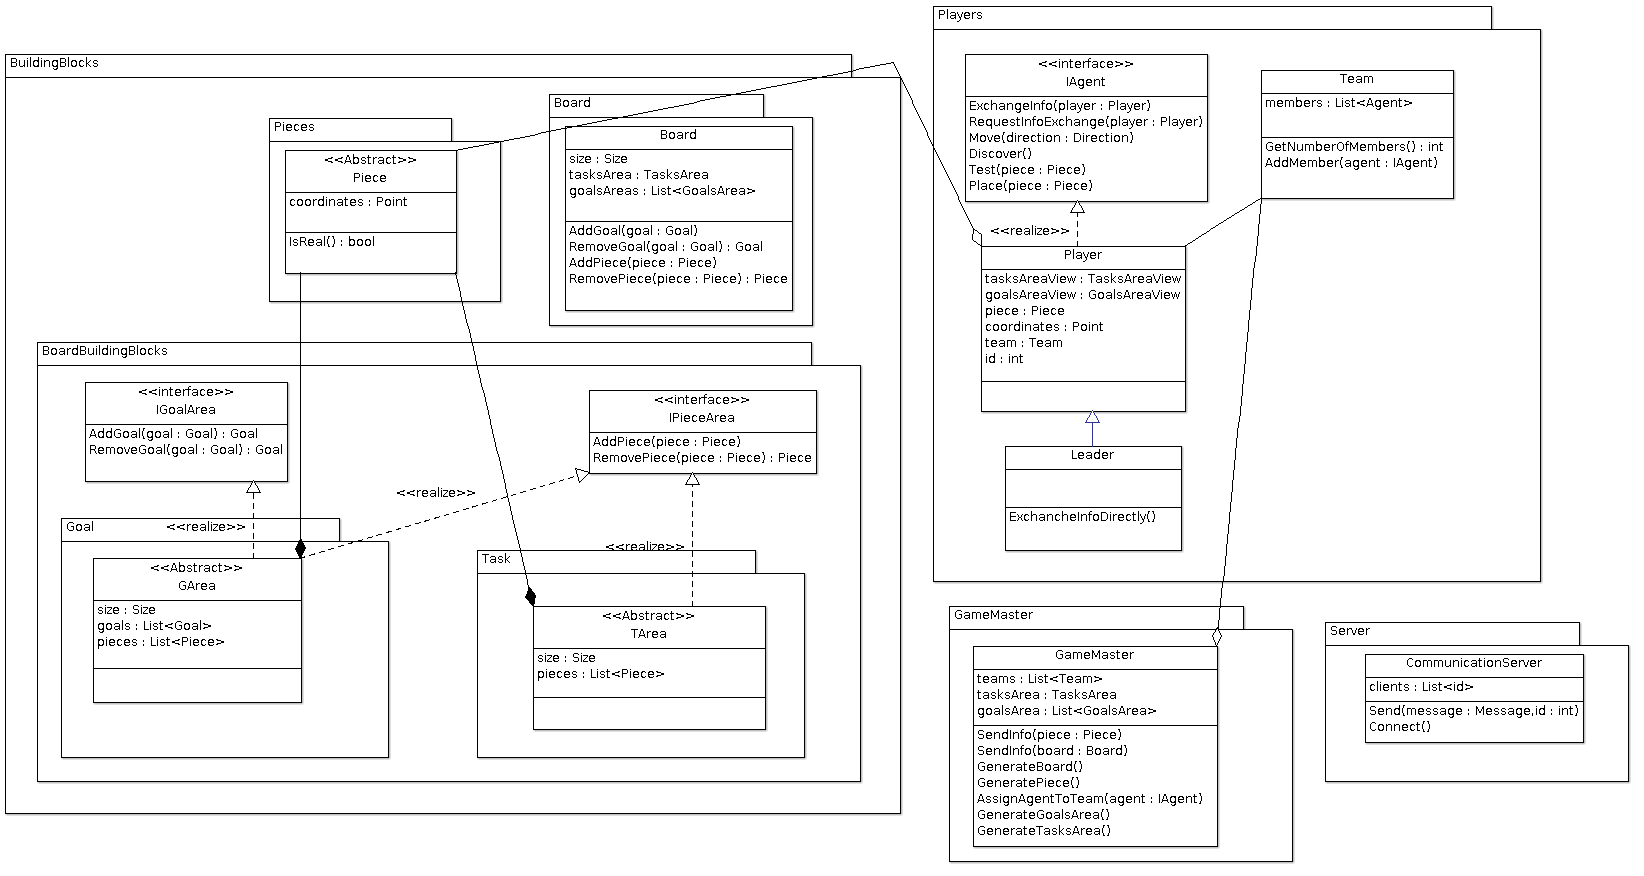 BuildingBlocks
Pieces
<<Abstract>>
Piece
coordinates : Point
IsReal() : bool
Board
Board
size : Size
tasksArea : TasksArea
goalsAreas : List<GoalsArea>
AddGoal(goal : Goal)
RemoveGoal(goal : Goal) : Goal
AddPiece(piece : Piece)
RemovePiece(piece : Piece) : Piece
BoardBuildingBlocks
<<interface>>
IGoalArea
AddGoal(goal : Goal) : Goal
RemoveGoal(goal : Goal) : Goal
<<interface>>
IPieceArea
AddPiece(piece : Piece)
RemovePiece(piece : Piece) : Piece
<<realize>>
Goal
<<realize>>
<<Abstract>>
GArea
size : Size
goals : List<Goal>
pieces : List<Piece>
<<realize>>
Task
<<Abstract>>
TArea
size : Size
pieces : List<Piece>
Players
<<interface>>
IAgent
ExchangeInfo(player : Player)
RequestInfoExchange(player : Player)
Move(direction : Direction)
Discover()
Test(piece : Piece)
Place(piece : Piece)
Team
members : List<Agent>
GetNumberOfMembers() : int
AddMember(agent : IAgent)
<<realize>>
Player
tasksAreaView : TasksAreaView
goalsAreaView : GoalsAreaView
piece : Piece
coordinates : Point
team : Team
id : int
Leader
ExchancheInfoDirectly()
GameMaster
GameMaster
teams : List<Team>
tasksArea : TasksArea
goalsArea : List<GoalsArea>
SendInfo(piece : Piece)
SendInfo(board : Board)
GenerateBoard()
GeneratePiece()
AssignAgentToTeam(agent : IAgent)
GenerateGoalsArea()
GenerateTasksArea()
Server
CommunicationServer
clients : List<id>
Send(message : Message,id : int)
Connect()